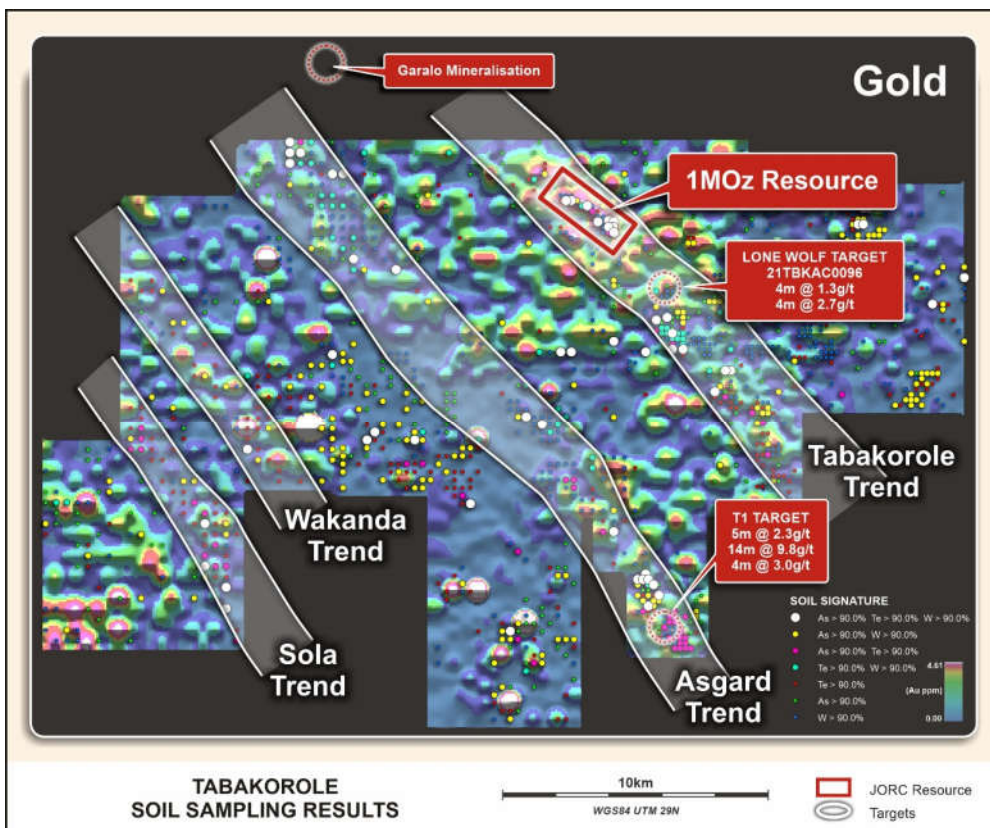 Garalo Mineralisation
Gold
1MOz Resource
LONE WOLF TARGET
21TBKAC0096
4m @ 1.3g/t
4m @ 2.7g/t
Tabakorole
Trend
Wakanda
Trend
T1 TARGET
5m @ 2.3g/t
14m @ 9.8g/t
4m @ 3.0g/t
Sola
Trend
Asgard
Trend
SOIL SIGNATURE
As > 90.0% Te > 90.0% W > 90.0%
As > 90.0% W > 90.0%
As > 90.0% Te > 90.0%
Te > 90.0% W > 90.0%
Te > 90.0%
As > 90.0%
W > 90.0%
4.61
(Au ppm)
0.00
TABAKOROLE
SOIL SAMPLING RESULTS
10km
WGS84 UTM 29N
JORC Resource
Targets